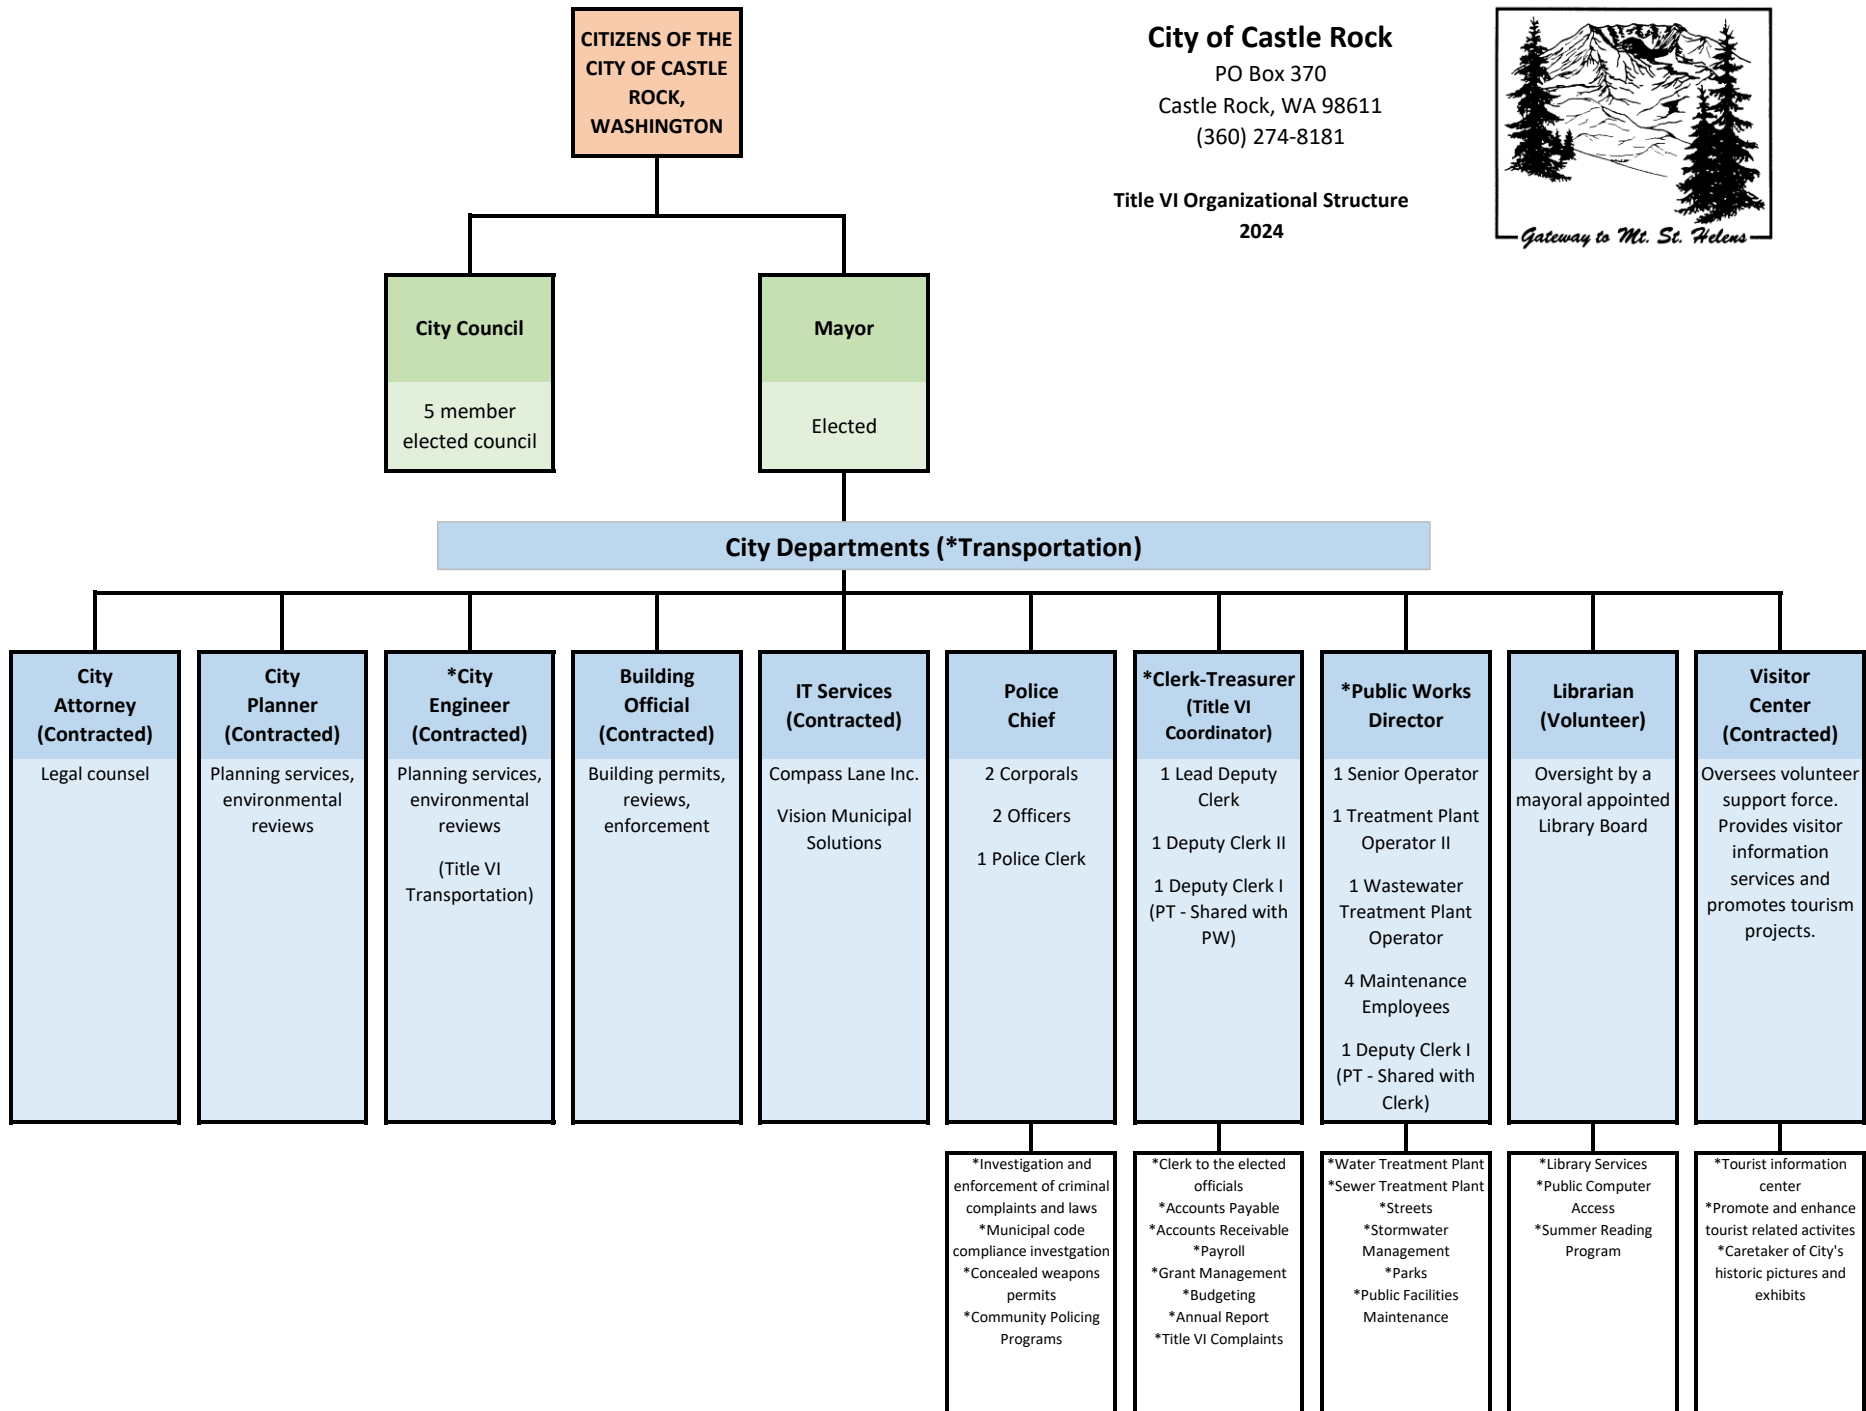 CITIZENS OF THE
CITY OF CASTLE
ROCK,
WASHINGTON
City of Castle Rock
PO Box 370
Castle Rock, WA 98611
(360) 274-8181
Title VI Organizational Structure
2024
Gateway to Mt. St. Helens
City Council
5 member
elected council
Mayor
Elected
City Departments (*Transportation)
City
Attorney
(Contracted)
Legal counsel
City
Planner
(Contracted)
Planning services,
environmental
reviews
*City
Engineer
(Contracted)
Planning services,
environmental
reviews
(Title VI
Transportation)
Building
Official
(Contracted)
Building permits,
reviews,
enforcement
IT Services
(Contracted)
Compass Lane Inc.
Vision Municipal
Solutions
Police
Chief
2 Corporals
2 Officers
1 Police Clerk
*Investigation and
enforcement of criminal
complaints and laws
*Municipal code
compliance investgation
*Concealed weapons
permits
*Community Policing
Programs
*Clerk-Treasurer
(Title VI
Coordinator)
1 Lead Deputy
Clerk
1 Deputy Clerk II
1 Deputy Clerk I
(PT - Shared with
PW)
*Clerk to the elected
officials
*Accounts Payable
*Accounts Receivable
*Payroll
*Grant Management
*Budgeting
*Annual Report
*Title VI Complaints
*Public Works
Director
1 Senior Operator
1 Treatment Plant
Operator II
1 Wastewater
Treatment Plant
Operator
4 Maintenance
Employees
1 Deputy Clerk I
(PT - Shared with
Clerk)
*Water Treatment Plant
*Sewer Treatment Plant
*Streets
*Stormwater
Management
*Parks
*Public Facilities
Maintenance
Librarian
(Volunteer)
Oversight by a
mayoral appointed
Library Board
*Library Services
*Public Computer
Access
*Summer Reading
Program
Visitor
Center
(Contracted)
Oversees volunteer
support force.
Provides visitor
information
services and
promotes tourism
projects.
*Tourist information
center
*Promote and enhance
tourist related activites
*Caretaker of City's
historic pictures and
exhibits